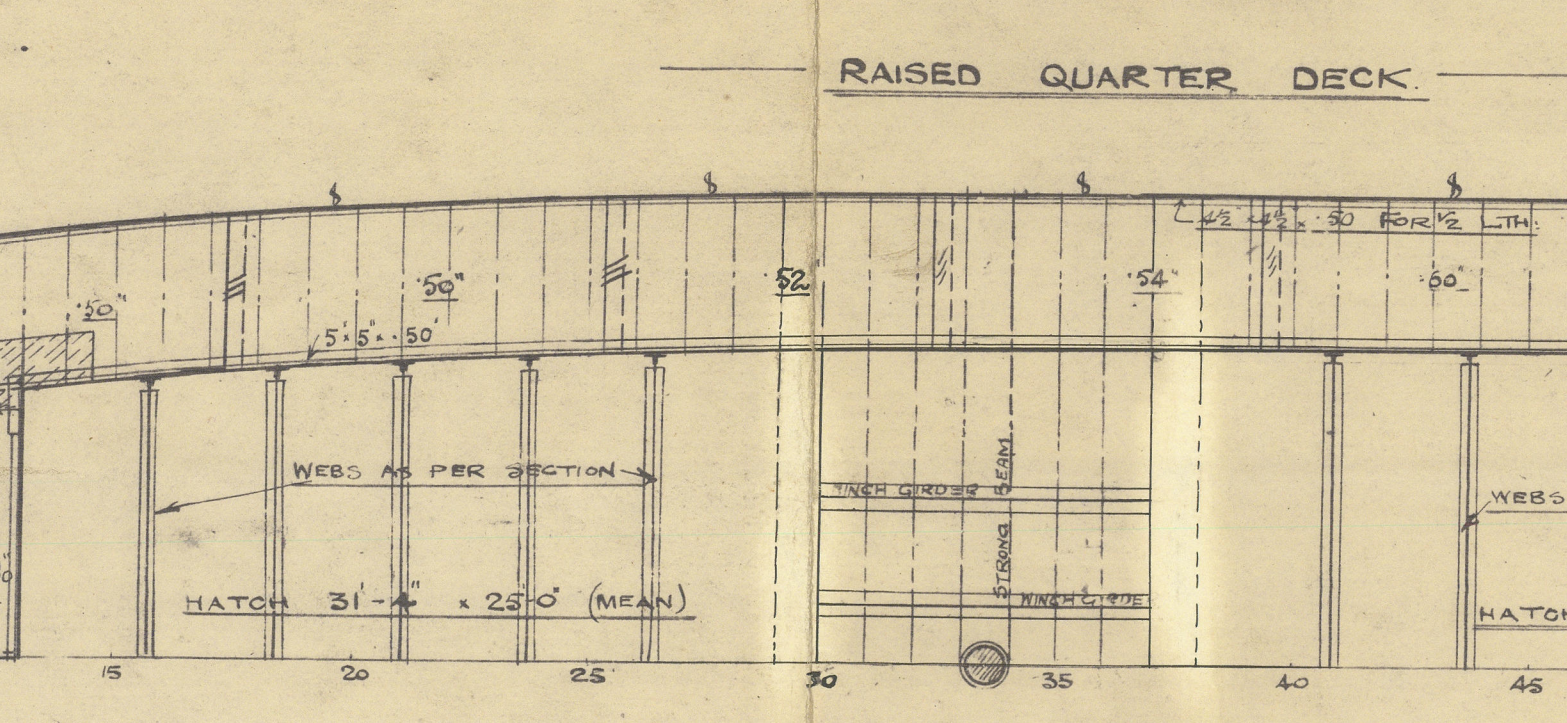 RAISED QUARTER DECK.
4½ × 4½ × .50 FOR ½ LTH:
.50" .50" .52" .54" .60"
5" × 5" × .50"
WEBS AS PER SECTION
INCH GIRDER
STRONG BEAM
WEBS
HATCH 31'-4" × 25'-0" (MEAN)
WINCH GIRDE
HATCH
15 20 25 30 35 40 45